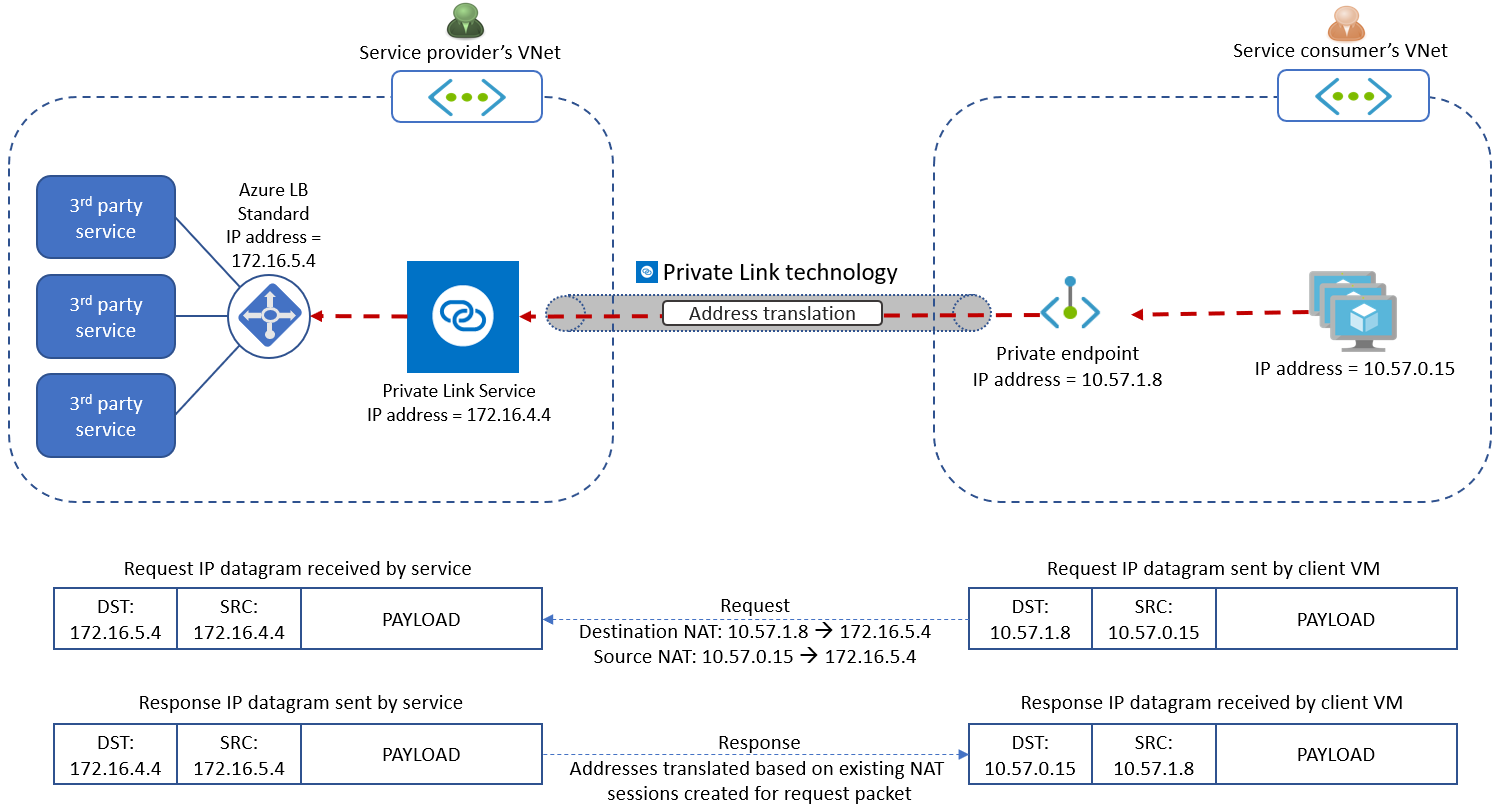 Service provider’s VNet
Service consumer’s VNet
3rd party
service
3rd party
service
3rd party
service
Azure LB
Standard
IP address =
172.16.5.4
Private Link Service
IP address = 172.16.4.4
Private Link technology
Address translation
Private endpoint
IP address = 10.57.1.8
IP address = 10.57.0.15
Request IP datagram received by service
DST:
172.16.5.4
SRC:
172.16.4.4
PAYLOAD
Request
Destination NAT: 10.57.1.8 → 172.16.5.4
Source NAT: 10.57.0.15 → 172.16.5.4
Request IP datagram sent by client VM
DST:
10.57.1.8
SRC:
10.57.0.15
PAYLOAD
Response IP datagram sent by service
DST:
172.16.4.4
SRC:
172.16.5.4
PAYLOAD
Response
Addresses translated based on existing NAT
sessions created for request packet
Response IP datagram received by client VM
DST:
10.57.0.15
SRC:
10.57.1.8
PAYLOAD